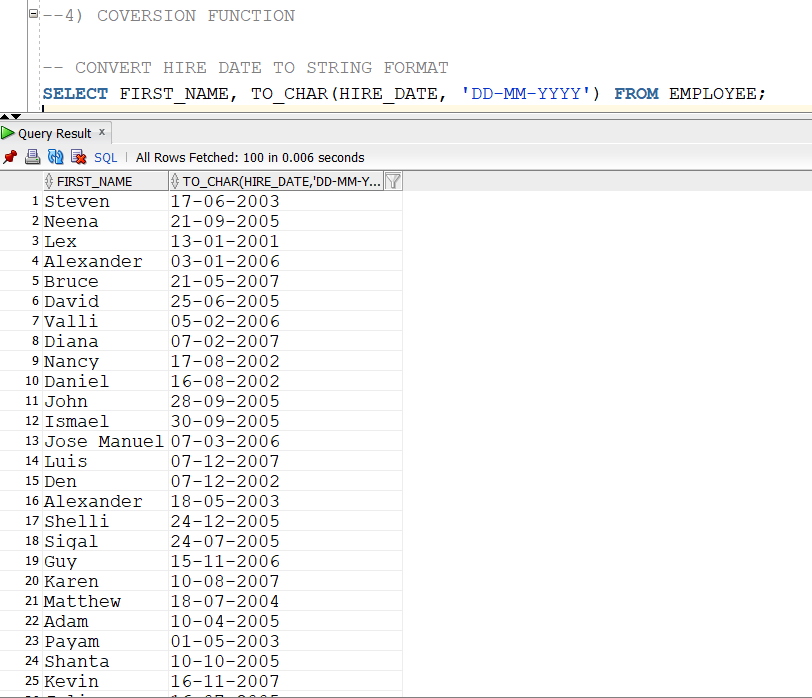 --4) COVERSION FUNCTION
-- CONVERT HIRE DATE TO STRING FORMAT
SELECT FIRST_NAME, TO_CHAR(HIRE_DATE, 'DD-MM-YYYY') FROM EMPLOYEE;
Query Result x
SQL | All Rows Fetched: 100 in 0.006 seconds
FIRST_NAME TO_CHAR(HIRE_DATE,'DD-MM-Y...
1 Steven 17-06-2003
2 Neena 21-09-2005
3 Lex 13-01-2001
4 Alexander 03-01-2006
5 Bruce 21-05-2007
6 David 25-06-2005
7 Valli 05-02-2006
8 Diana 07-02-2007
9 Nancy 17-08-2002
10 Daniel 16-08-2002
11 John 28-09-2005
12 Ismael 30-09-2005
13 Jose Manuel 07-03-2006
14 Luis 07-12-2007
15 Den 07-12-2002
16 Alexander 18-05-2003
17 Shelli 24-12-2005
18 Sigal 24-07-2005
19 Guy 15-11-2006
20 Karen 10-08-2007
21 Matthew 18-07-2004
22 Adam 10-04-2005
23 Payam 01-05-2003
24 Shanta 10-10-2005
25 Kevin 16-11-2007